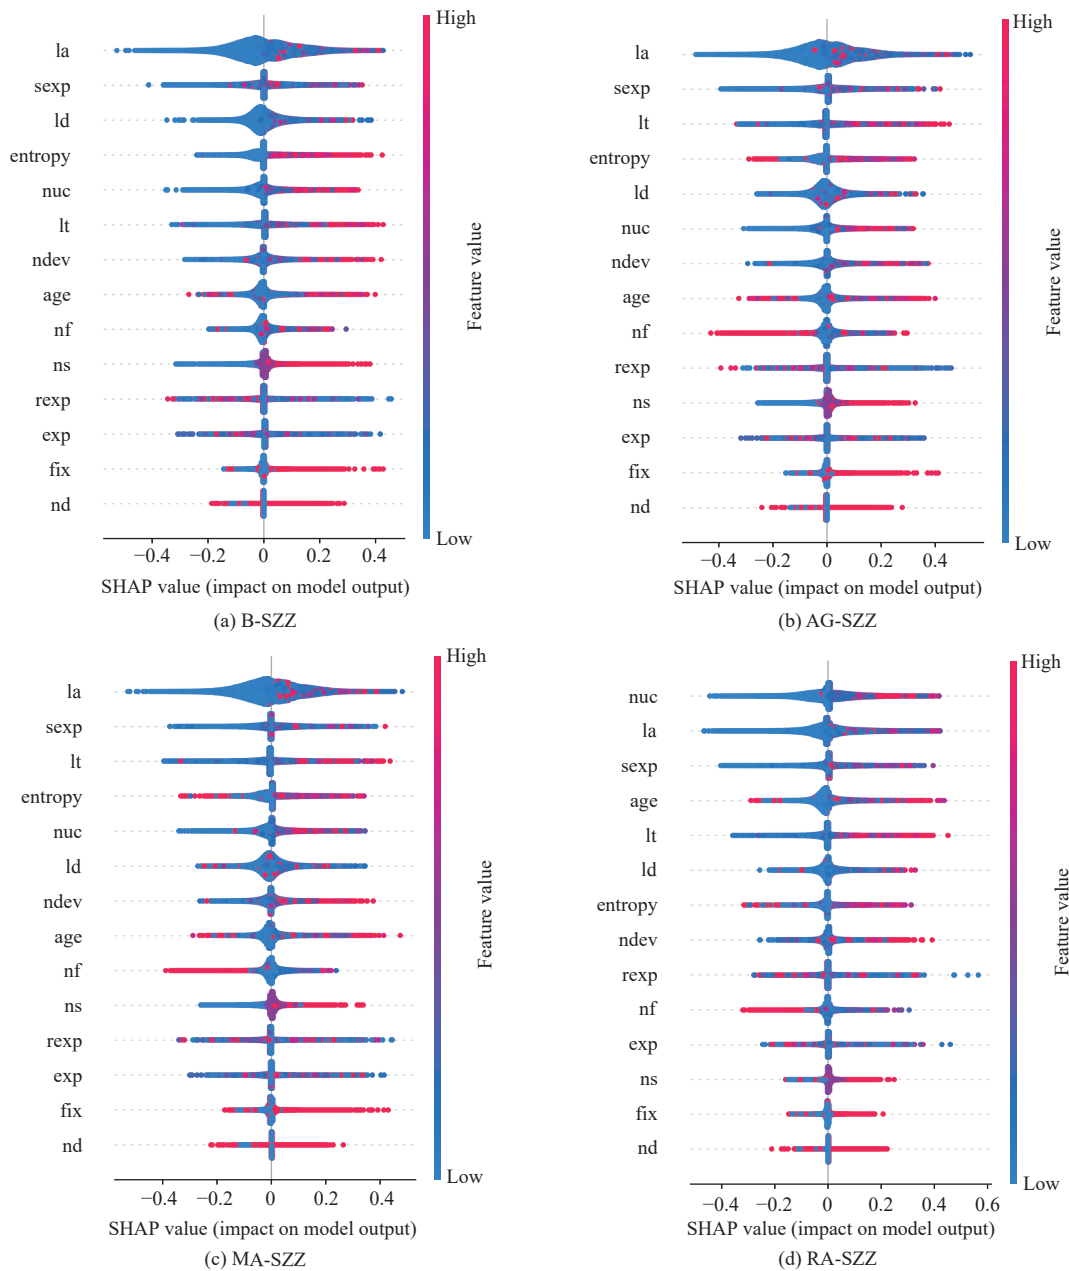 High
la
sexp
ld
entropy
nuc
lt
ndev
age
nf
ns
rexp
exp
fix
nd
Feature value
Low
−0.4 −0.2 0 0.2 0.4
SHAP value (impact on model output)
(a) B-SZZ
High
la
sexp
lt
entropy
ld
nuc
ndev
age
nf
rexp
ns
exp
fix
nd
Feature value
Low
−0.4 −0.2 0 0.2 0.4
SHAP value (impact on model output)
(b) AG-SZZ
High
la
sexp
lt
entropy
nuc
ld
ndev
age
nf
ns
rexp
exp
fix
nd
Feature value
Low
−0.4 −0.2 0 0.2 0.4
SHAP value (impact on model output)
(c) MA-SZZ
High
nuc
la
sexp
age
lt
ld
entropy
ndev
rexp
nf
exp
ns
fix
nd
Feature value
Low
−0.4 −0.2 0 0.2 0.4 0.6
SHAP value (impact on model output)
(d) RA-SZZ